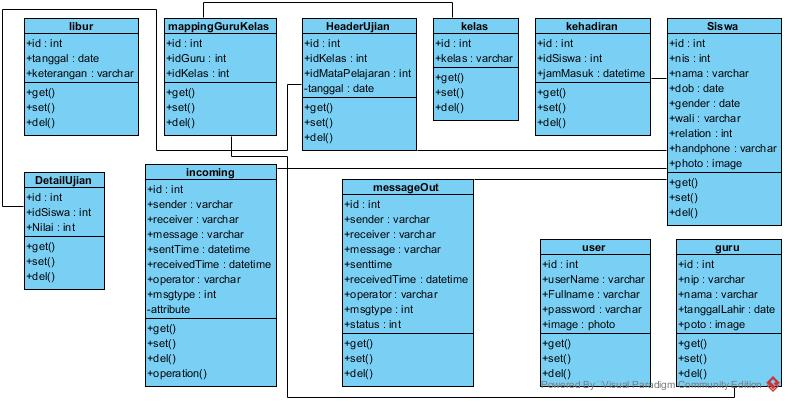 libur
+id : int
+tanggal : date
+keterangan : varchar
+get()
+set()
+del()
mappingGuruKelas
+id : int
+idGuru : int
+idKelas : int
+get()
+set()
+del()
HeaderUjian
+id : int
+idKelas : int
+idMataPelajaran : int
-tanggal : date
+get()
+set()
+del()
kelas
+id : int
+kelas : varchar
+get()
+set()
+del()
kehadiran
+id : int
+idSiswa : int
+jamMasuk : datetime
+get()
+set()
+del()
Siswa
+id : int
+nis : int
+nama : varchar
+dob : date
+gender : date
+wali : varchar
+relation : int
+handphone : varchar
+photo : image
+get()
+set()
+del()
DetailUjian
+id : int
+idSiswa : int
+Nilai : int
+get()
+set()
+del()
incoming
+id : int
+sender : varchar
+receiver : varchar
+message : varchar
+sentTime : datetime
+receivedTime : datetime
+operator : varchar
+msgtype : int
-attribute
+get()
+set()
+del()
+operation()
messageOut
+id : int
+sender : varchar
+receiver : varchar
+message : varchar
+senttime
+receivedTime : datetime
+operator : varchar
+msgtype : int
+status : int
+get()
+set()
+del()
user
+id : int
+userName : varchar
+Fullname : varchar
+password : varchar
+image : photo
+get()
+set()
+del()
guru
+id : int
+nip : varchar
+nama : varchar
+tanggalLahir : date
+poto : image
+get()
+set()
+del()
Powered By Visual Paradigm Community Edition